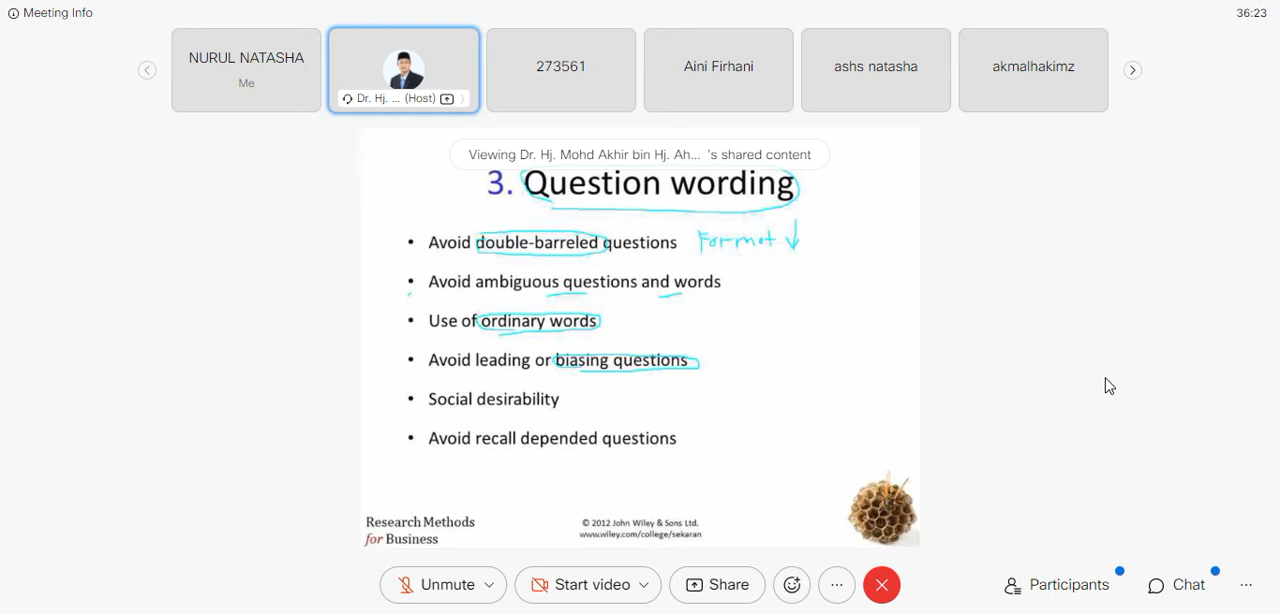 Meeting Info
36:23
NURUL NATASHA
Me
Dr. Hj. ... (Host)
273561
Aini Firhani
ashs natasha
akmalhakimz
Viewing Dr. Hj. Mohd Akhir bin Hj. Ah... 's shared content
3. Question wording
• Avoid double-barreled questions
Format
• Avoid ambiguous questions and words
• Use of ordinary words
• Avoid leading or biasing questions
• Social desirability
• Avoid recall depended questions
Research Methods
for Business
© 2012 John Wiley & Sons Ltd.
www.wiley.com/college/sekaran
Unmute
Start video
Share
...
Participants
Chat
...